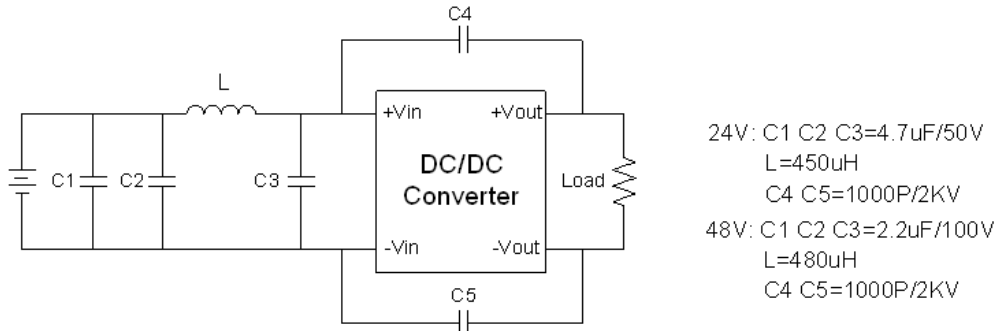 C4
L
+Vin
+Vout
C1
C2
C3
DC/DC
Converter
Load
-Vin
-Vout
C5
24V: C1 C2 C3=4.7uF/50V
L=450uH
C4 C5=1000P/2KV
48V: C1 C2 C3=2.2uF/100V
L=480uH
C4 C5=1000P/2KV